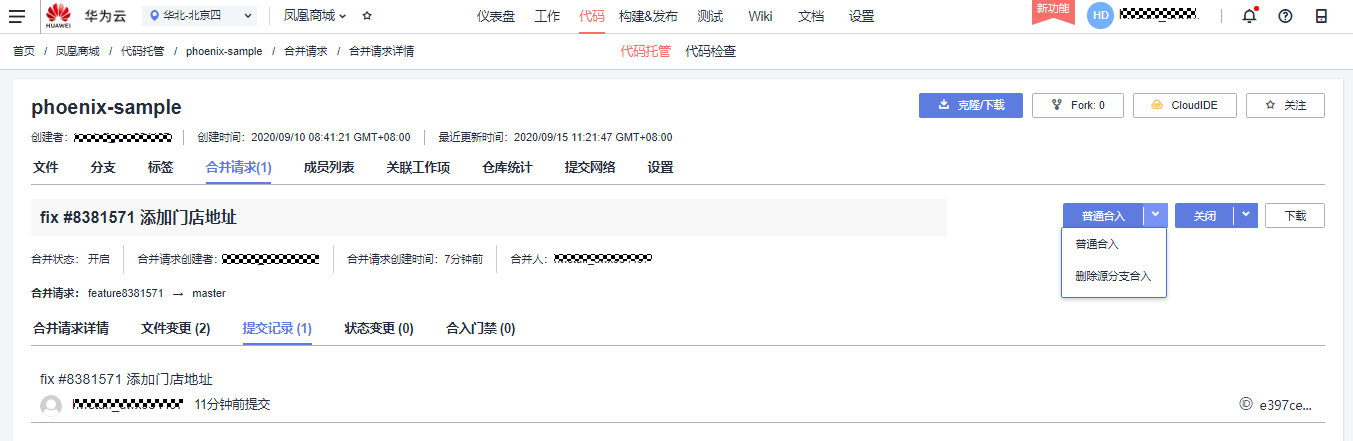 HUAWEI 华为云 华北-北京四 凤凰商城 仪表盘 工作 代码 构建&发布 测试 Wiki 文档 设置 新功能 HD
首页 / 凤凰商城 / 代码托管 / phoenix-sample / 合并请求 / 合并请求详情 代码托管 代码检查
phoenix-sample 克隆/下载 Fork: 0 CloudIDE 关注
创建者: 创建时间: 2020/09/10 08:41:21 GMT+08:00 最近更新时间: 2020/09/15 11:21:47 GMT+08:00
文件 分支 标签 合并请求(1) 成员列表 关联工作项 仓库统计 提交网络 设置
fix #8381571 添加门店地址 普通合入 关闭 下载
普通合入
合并状态: 开启 合并请求创建者: 合并请求创建时间: 7分钟前 合并人:
删除源分支合入
合并请求: feature8381571 → master
合并请求详情 文件变更 (2) 提交记录 (1) 状态变更 (0) 合入门禁 (0)
fix #8381571 添加门店地址
11分钟前提交 e397ce...